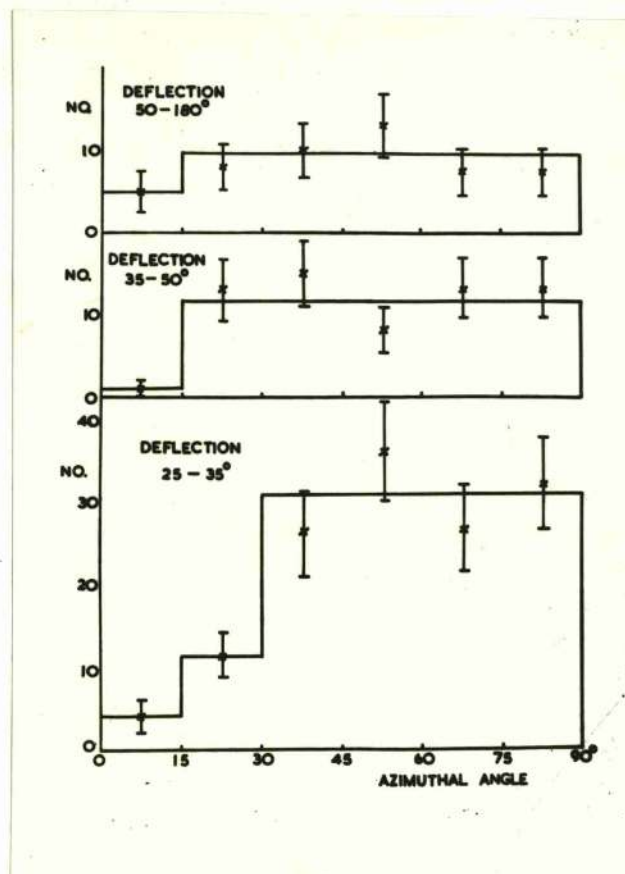 DEFLECTION
50-180°
NO.
10
0
DEFLECTION
35-50°
NO.
10
0
40
DEFLECTION
25-35°
NO.
30
20
10
0
0 15 30 45 60 75 90°
AZIMUTHAL ANGLE